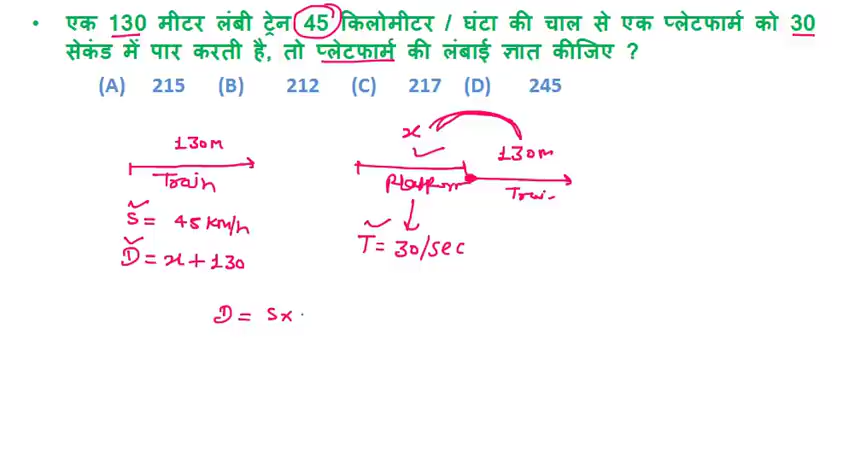 • एक 130 मीटर लंबी ट्रेन 45 किलोमीटर / घंटा की चाल से एक प्लेटफार्म को 30
सेकंड में पार करती है, तो प्लेटफार्म की लंबाई ज्ञात कीजिए ?
(A) 215 (B) 212 (C) 217 (D) 245
130m
Train
x
130m
Platform
Trai
S = 45 km/h
T = 30/sec
D = x + 130
D = S×